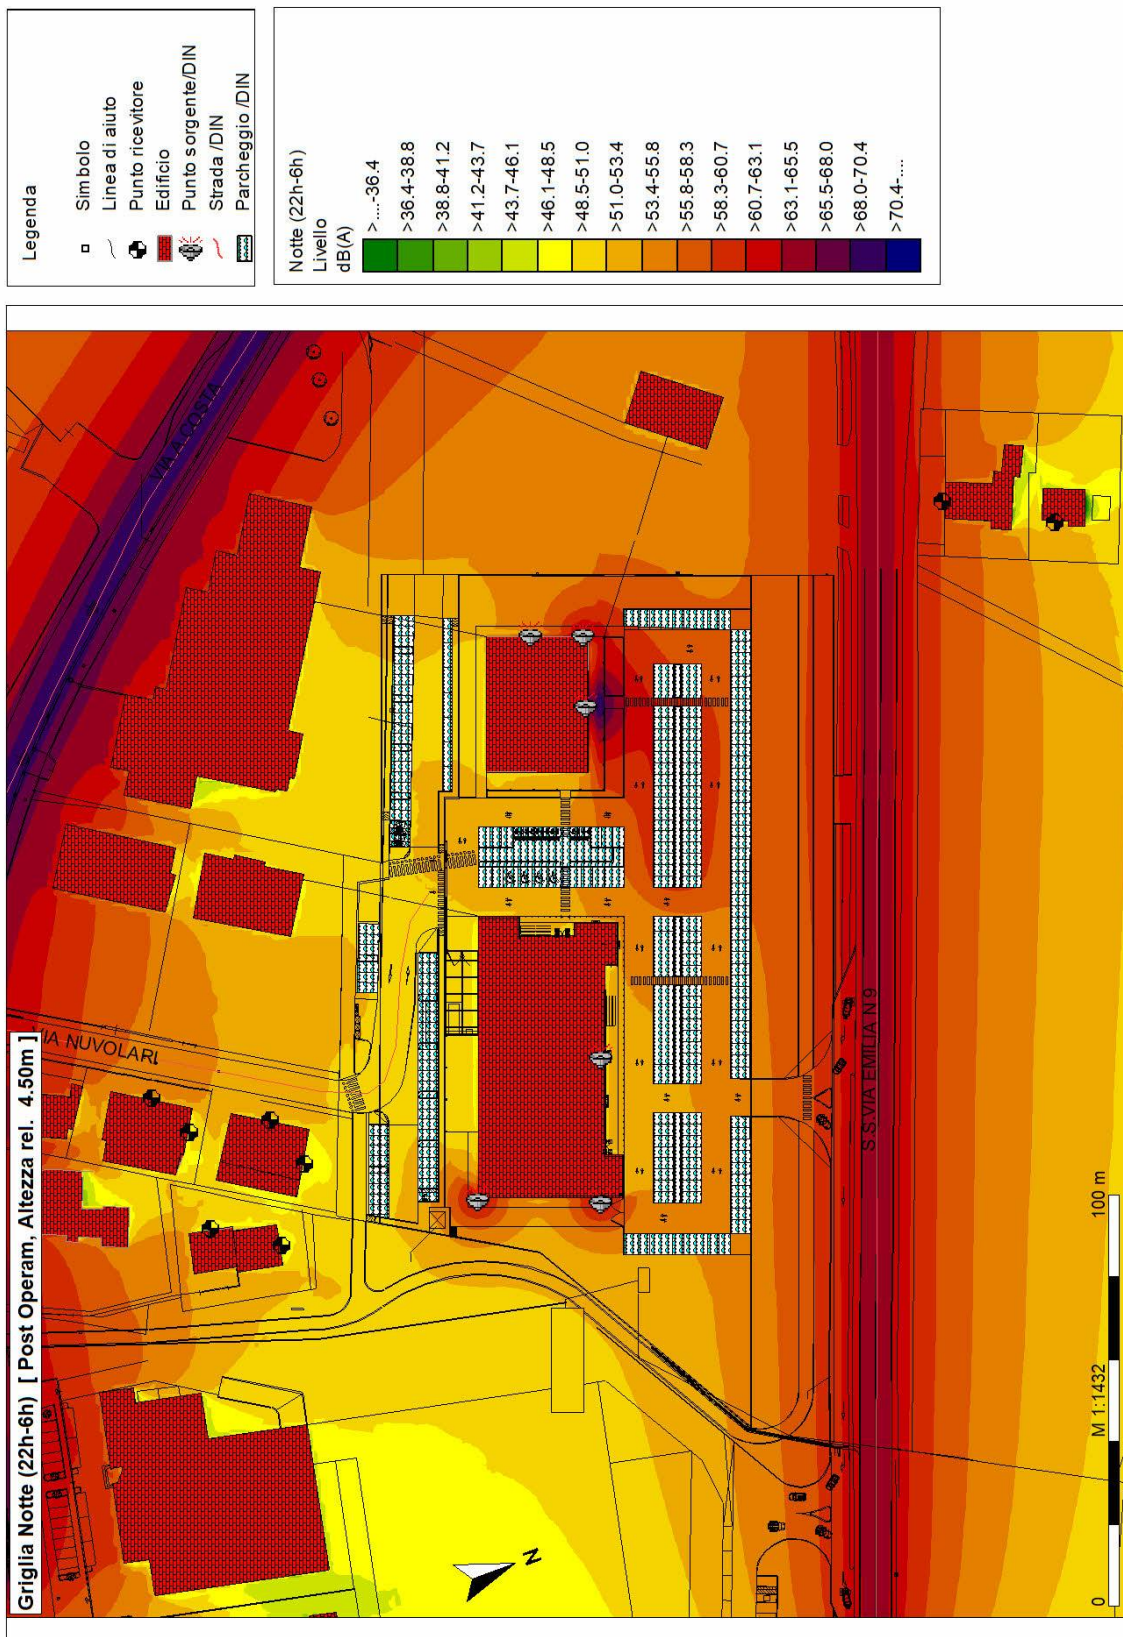 Griglia Notte (22h-6h) [ Post Operam, Altezza rel. 4.50m ]
VIA A.COSTA
VIA NUVOLARI
S.S.VIA EMILIA N 9
N
0
M 1:1432
100 m
Legenda
Simbolo
Linea di aiuto
Punto ricevitore
Edificio
Punto sorgente/DIN
Strada /DIN
Parcheggio /DIN
Notte (22h-6h)
Livello
dB(A)
>....-36.4
>36.4-38.8
>38.8-41.2
>41.2-43.7
>43.7-46.1
>46.1-48.5
>48.5-51.0
>51.0-53.4
>53.4-55.8
>55.8-58.3
>58.3-60.7
>60.7-63.1
>63.1-65.5
>65.5-68.0
>68.0-70.4
>70.4-....